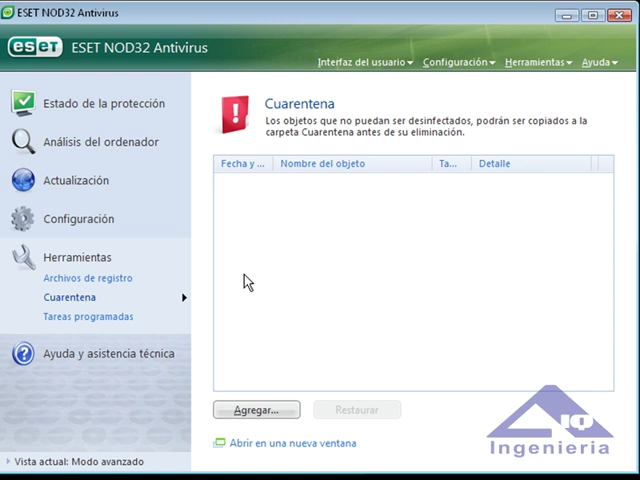 ESET NOD32 Antivirus
eset ESET NOD32 Antivirus
Interfaz del usuario Configuración Herramientas Ayuda
Estado de la protección
Análisis del ordenador
Actualización
Configuración
Herramientas
Archivos de registro
Cuarentena
Tareas programadas
Ayuda y asistencia técnica
Vista actual: Modo avanzado
Cuarentena
Los objetos que no puedan ser desinfectados, podrán ser copiados a la
carpeta Cuarentena antes de su eliminación.
Fecha y ... Nombre del objeto Ta... Detalle
Agregar... Restaurar
Abrir en una nueva ventana
Ingenieria